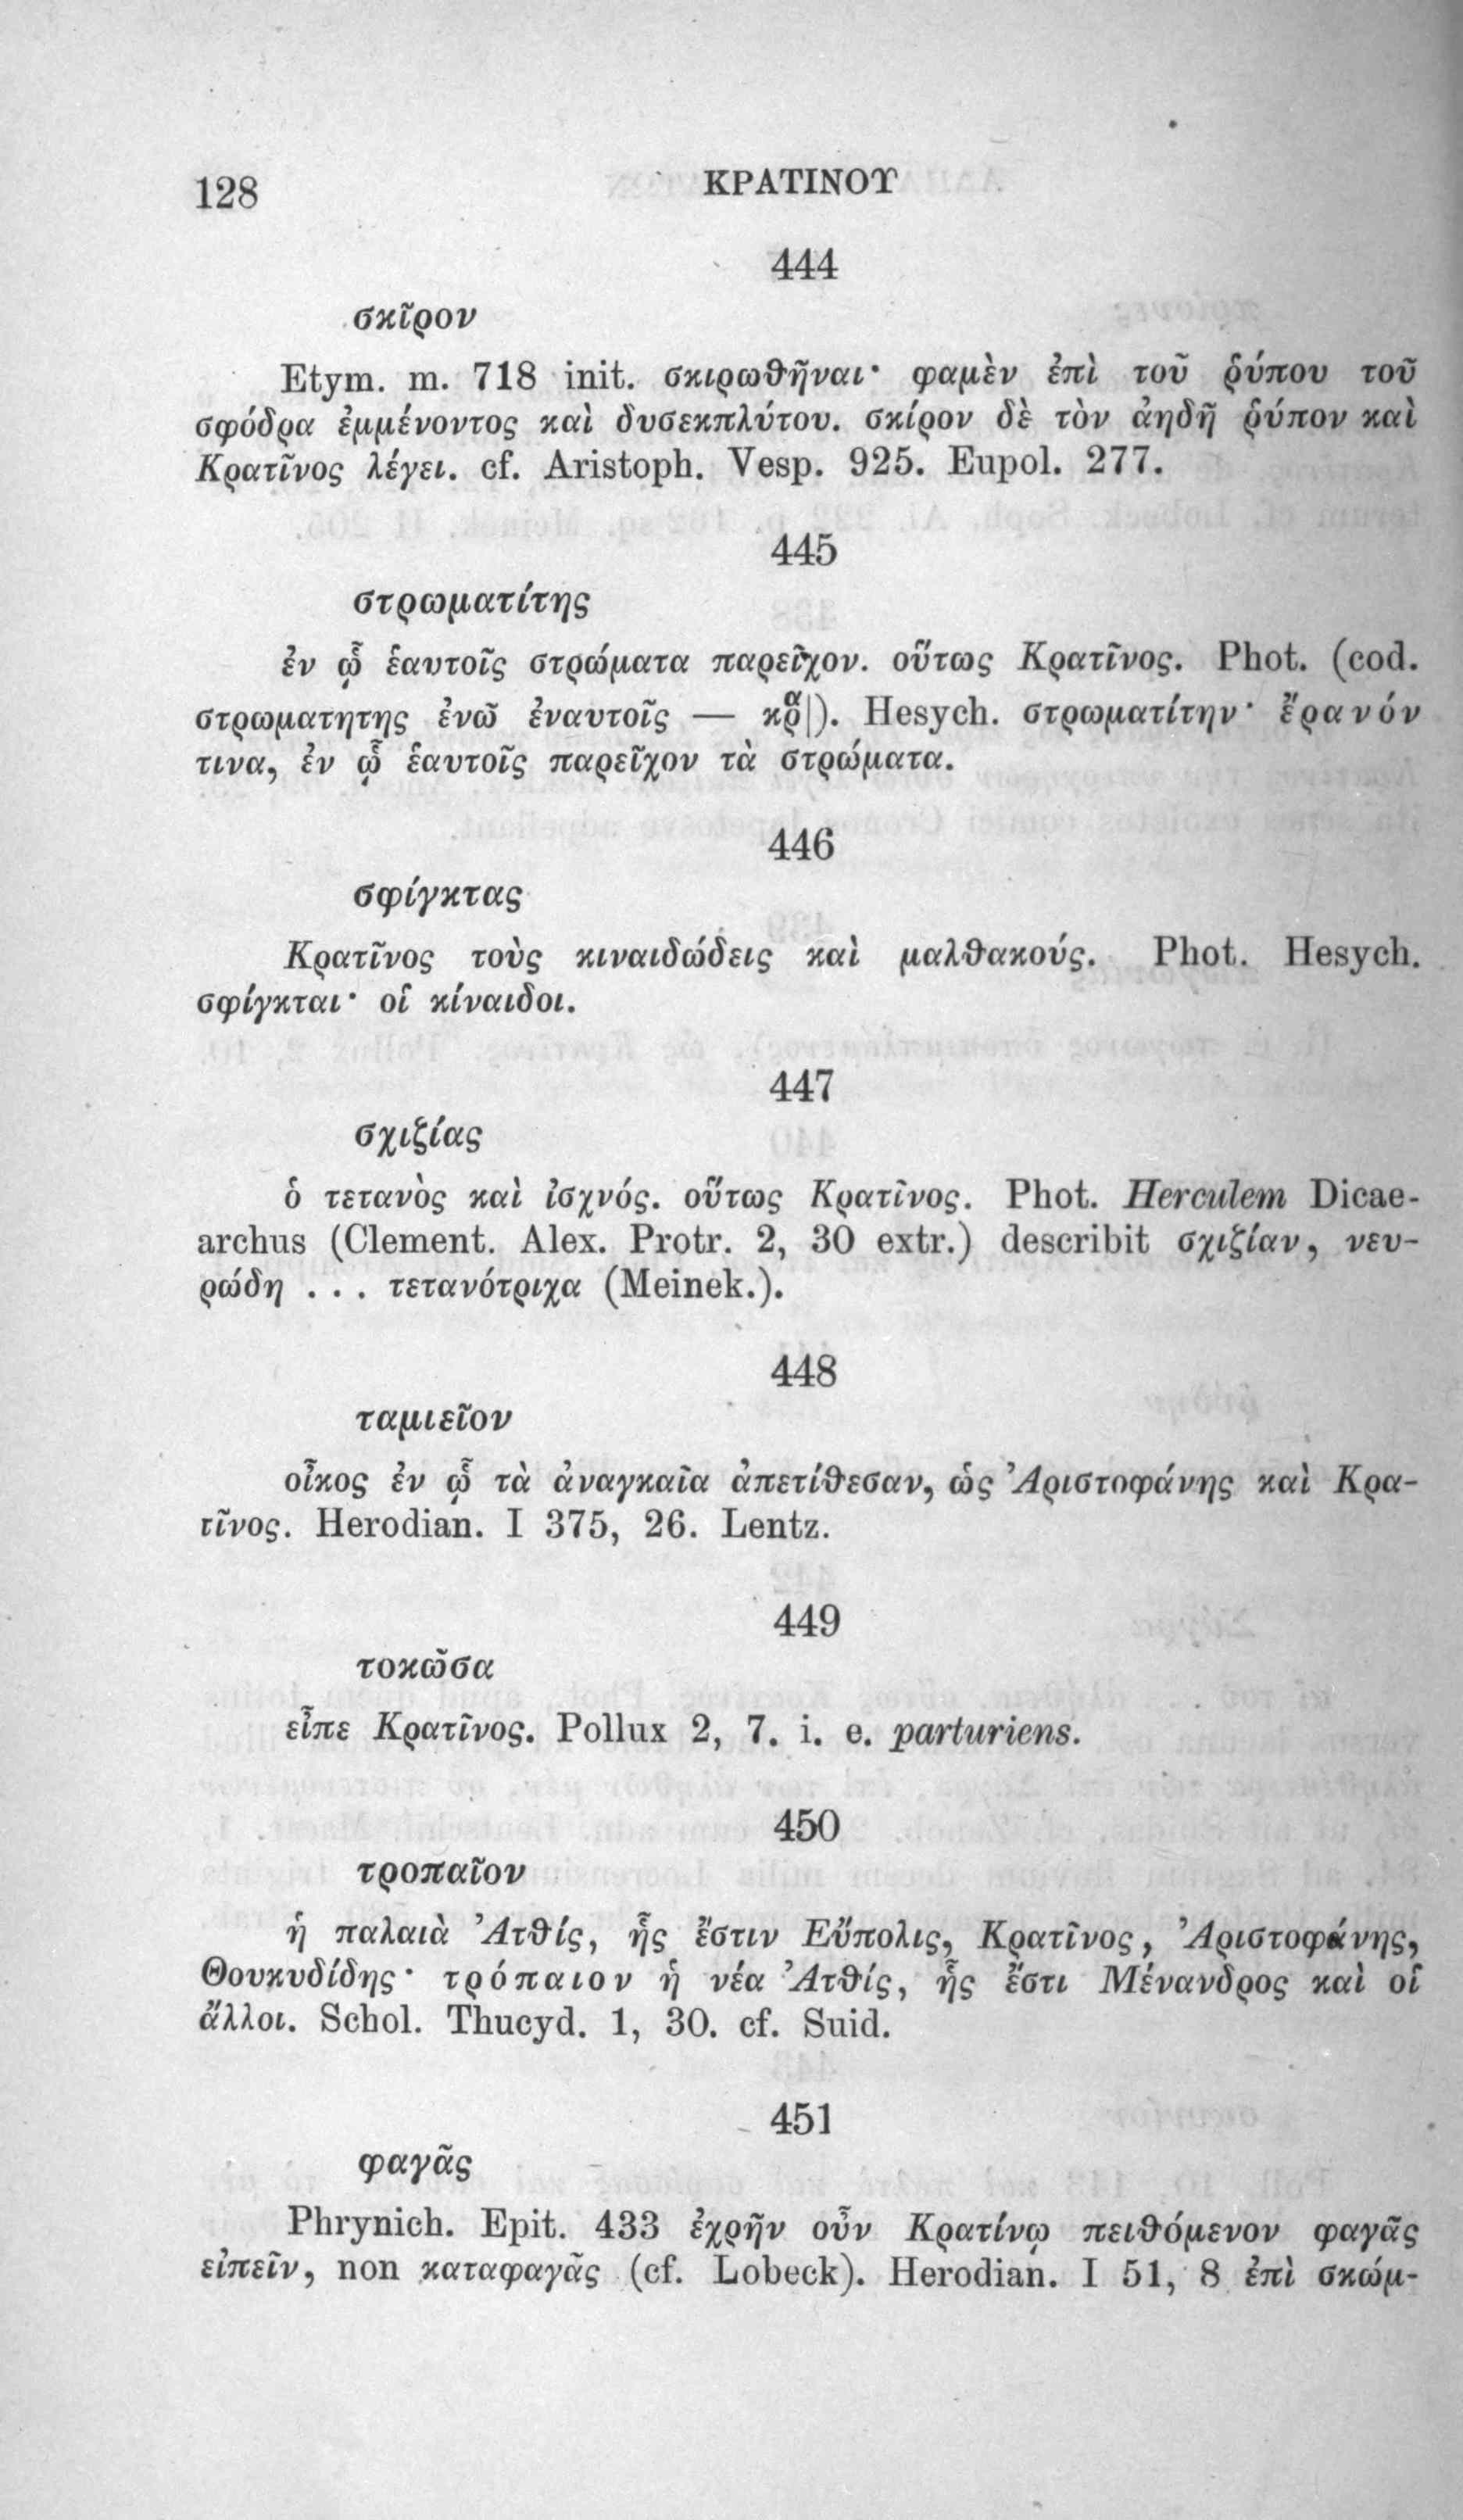 128
ΚΡΑΤΙΝΟΥ
444
σκῖρον
Etym. m. 718 init. σκιρωθῆναι· φαμὲν ἐπὶ τοῦ ῥύπου τοῦ
σφόδρα ἐμμένοντος καὶ δυσεκπλύτου. σκίρον δὲ τὸν ἀηδῆ ῥύπον καὶ
Κρατῖνος λέγει. cf. Aristoph. Vesp. 925. Eupol. 277.
445
στρωματίτης
ἐν ᾧ ἑαυτοῖς στρώματα παρεῖχον. οὕτως Κρατῖνος. Phot. (cod.
στρωματητης ἐνῶ ἐναυτοῖς — Hesych. στρωματίτην· ἔρανόν
τινα, ἐν ᾧ ἑαυτοῖς παρεῖχον τὰ στρώματα.
446
σφίγκτας
Κρατῖνος τοὺς κιναιδώδεις καὶ μαλθακούς. Phot. Hesych.
σφίγκται· οἱ κίναιδοι.
447
σχιζίας
ὁ τετανὸς καὶ ἰσχνός. οὕτως Κρατῖνος. Phot. Herculem Dicae-
archus (Clement. Alex. Protr. 2, 30 extr.) describit σχιζίαν, νευ-
ρώδη . . . τετανότριχα (Meinek.).
448
ταμιεῖον
οἶκος ἐν ᾧ τὰ ἀναγκαῖα ἀπετίθεσαν, ὡς Ἀριστοφάνης καὶ Κρα-
τῖνος. Herodian. I 375, 26. Lentz.
449
τοκῶσα
εἶπε Κρατῖνος. Pollux 2, 7. i. e. parturiens.
450
τροπαῖον
ἡ παλαιὰ Ἀτθίς, ἧς ἔστιν Εὔπολις, Κρατῖνος, Ἀριστοφάνης,
Θουκυδίδης· τρόπαιον ἡ νέα Ἀτθίς, ἧς ἔστι Μένανδρος καὶ οἱ
ἄλλοι. Schol. Thucyd. 1, 30. cf. Suid.
451
φαγᾶς
Phrynich. Epit. 433 ἐχρῆν οὖν Κρατίνῳ πειθόμενον φαγᾶς
εἰπεῖν, non καταφαγᾶς (cf. Lobeck). Herodian. I 51, 8 ἐπὶ σκώμ-